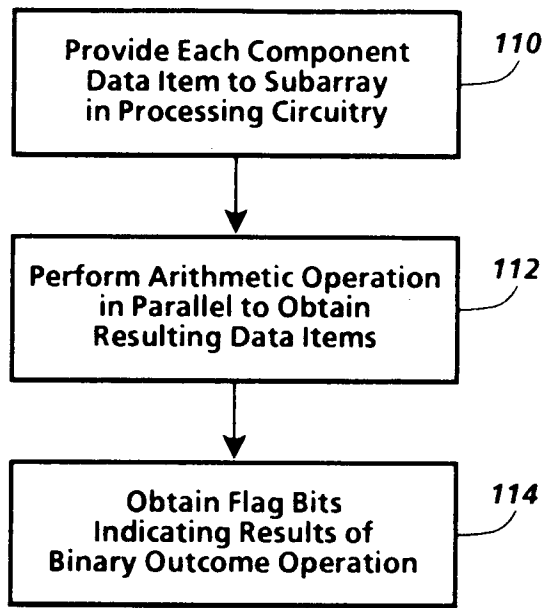 Provide Each Component
Data Item to Subarray
in Processing Circuitry
110
Perform Arithmetic Operation
in Parallel to Obtain
Resulting Data Items
112
Obtain Flag Bits
Indicating Results of
Binary Outcome Operation
114